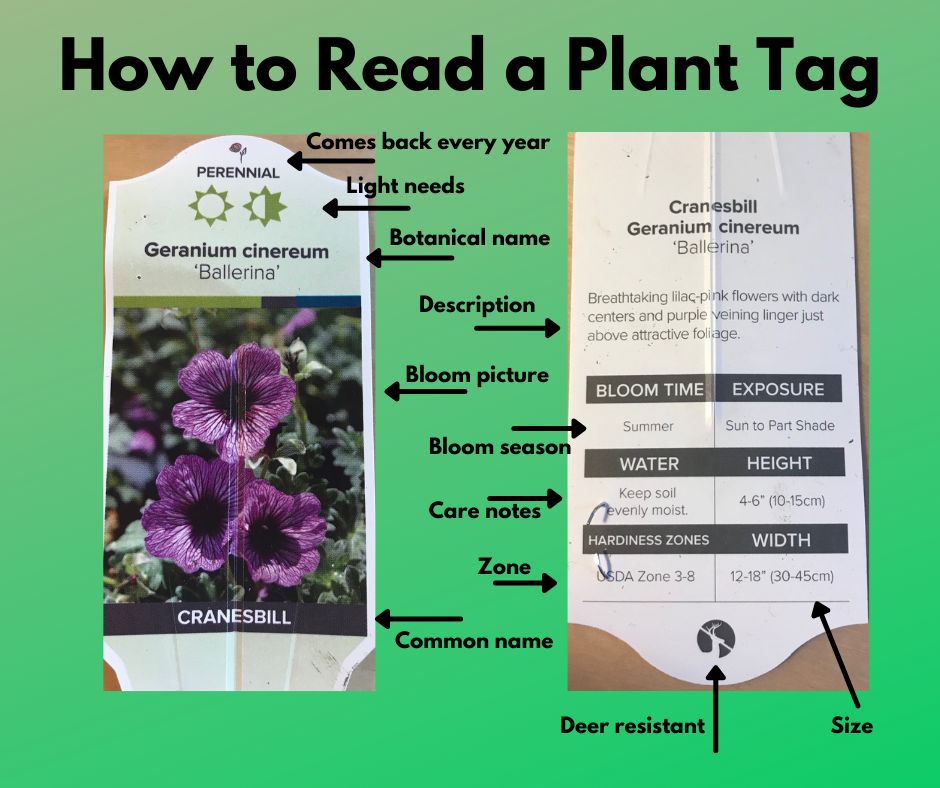 How to Read a Plant Tag
Comes back every year
PERENNIAL
Light needs
Geranium cinereum
'Ballerina'
Botanical name
Description
Bloom picture
Bloom season
Care notes
Zone
CRANESBILL
Common name
Cranesbill
Geranium cinereum
'Ballerina'
Breathtaking lilac-pink flowers with dark
centers and purple veining linger just
above attractive foliage.
BLOOM TIME EXPOSURE
Summer Sun to Part Shade
WATER HEIGHT
Keep soil
evenly moist. 4-6" (10-15cm)
HARDINESS ZONES WIDTH
USDA Zone 3-8 12-18" (30-45cm)
Deer resistant
Size